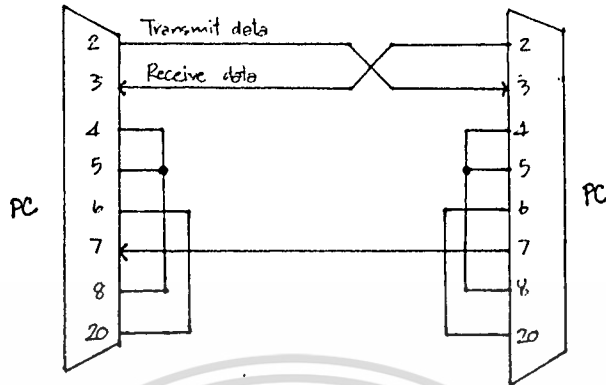 2 Transmit data 2
3 Receive data 3
4 4
5 5
PC 6 6 PC
7 7
8 8
20 20